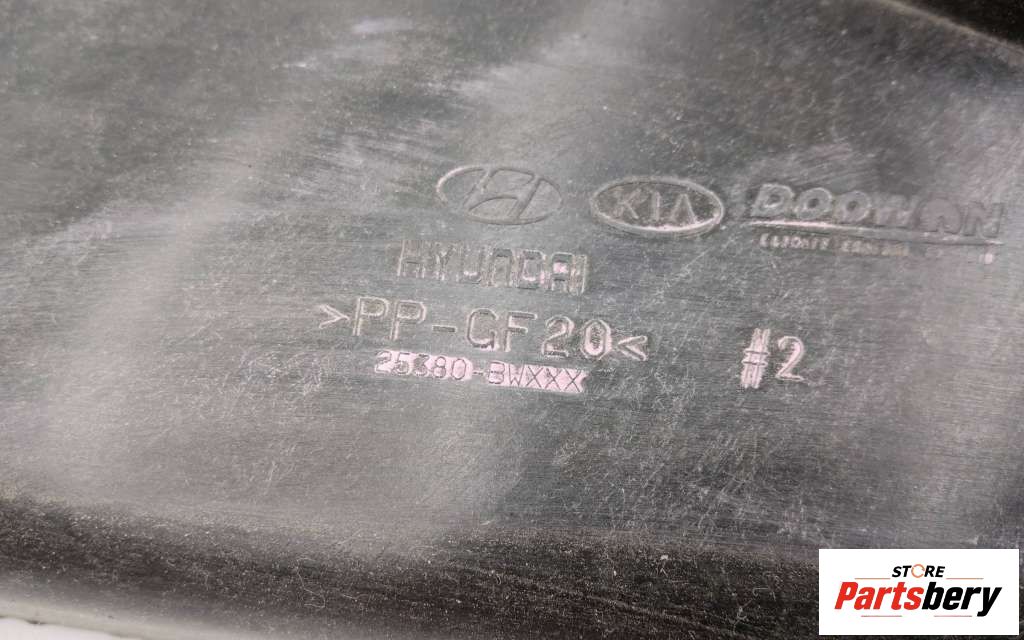 KIA DOOWON
HYUNDAI
>PP-GF20<
#2
25380-BWXXX
STORE
Partsbery